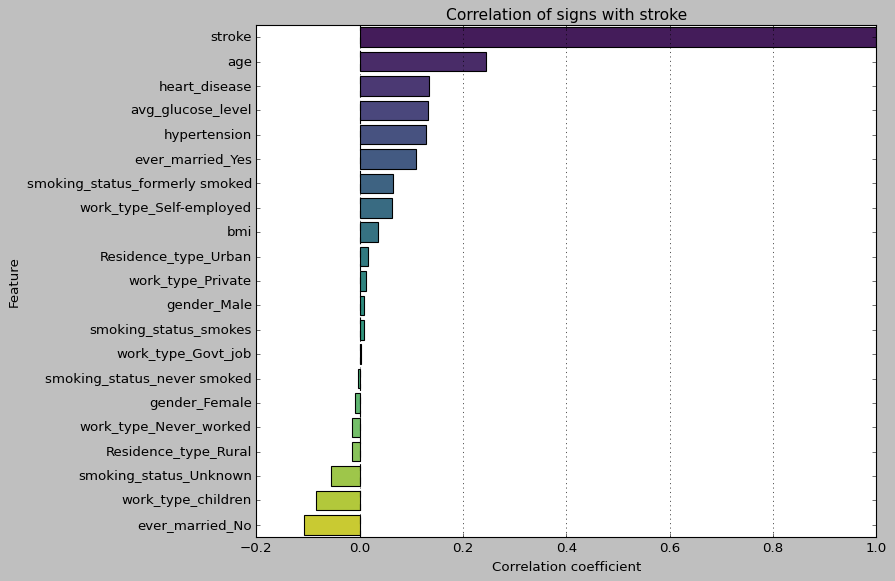 Correlation of signs with stroke
stroke
age
heart_disease
avg_glucose_level
hypertension
ever_married_Yes
smoking_status_formerly smoked
work_type_Self-employed
bmi
Residence_type_Urban
work_type_Private
gender_Male
smoking_status_smokes
work_type_Govt_job
smoking_status_never smoked
gender_Female
work_type_Never_worked
Residence_type_Rural
smoking_status_Unknown
work_type_children
ever_married_No
Feature
−0.2 0.0 0.2 0.4 0.6 0.8 1.0
Correlation coefficient